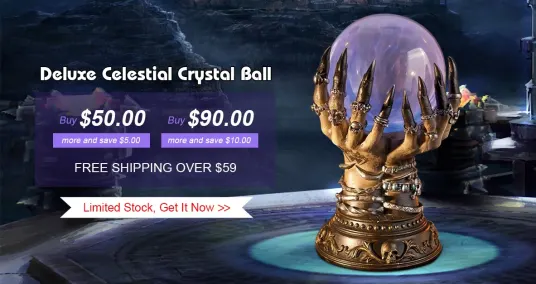 Deluxe Celestial Crystal Ball
Buy $50.00 Buy $90.00
more and save $5.00 more and save $10.00
FREE SHIPPING OVER $59
Limited Stock, Get It Now >>